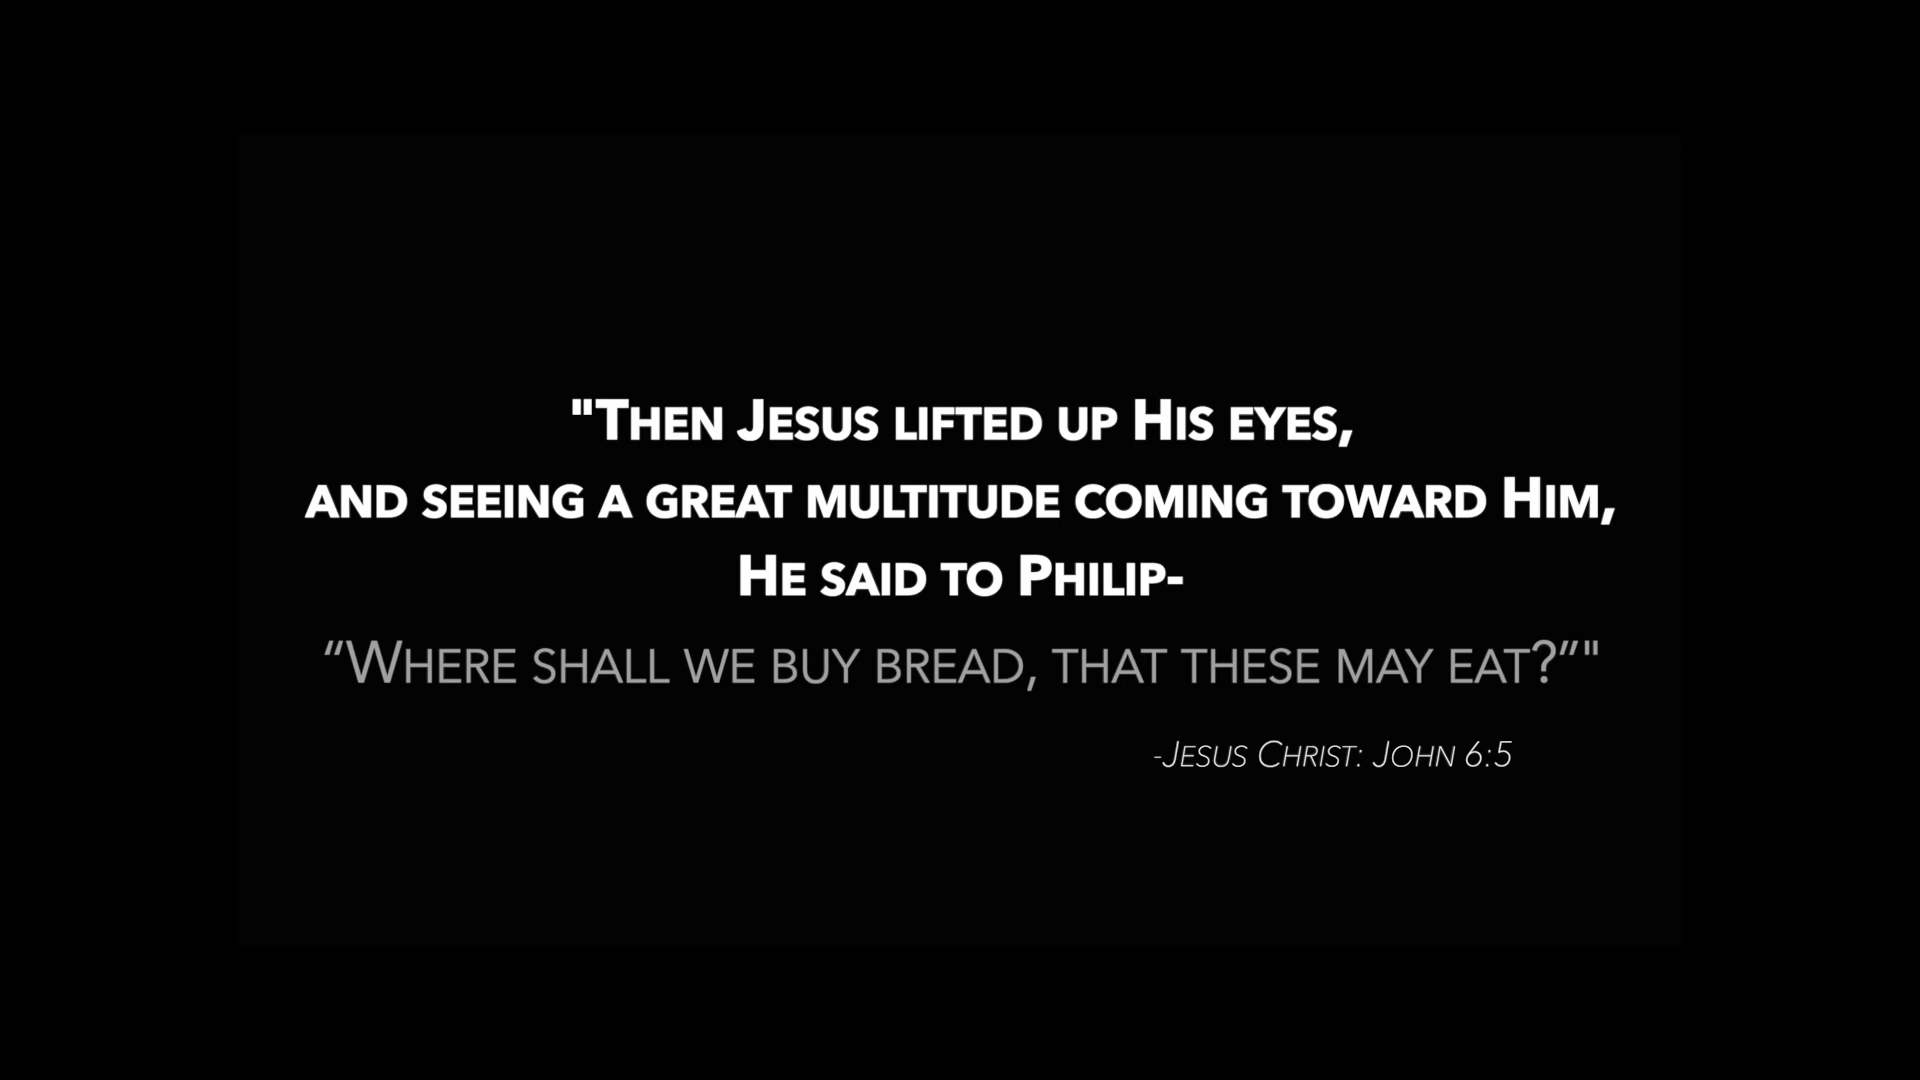 "Then Jesus lifted up His eyes,
and seeing a great multitude coming toward Him,
He said to Philip-
“Where shall we buy bread, that these may eat?”"
-Jesus Christ: John 6:5